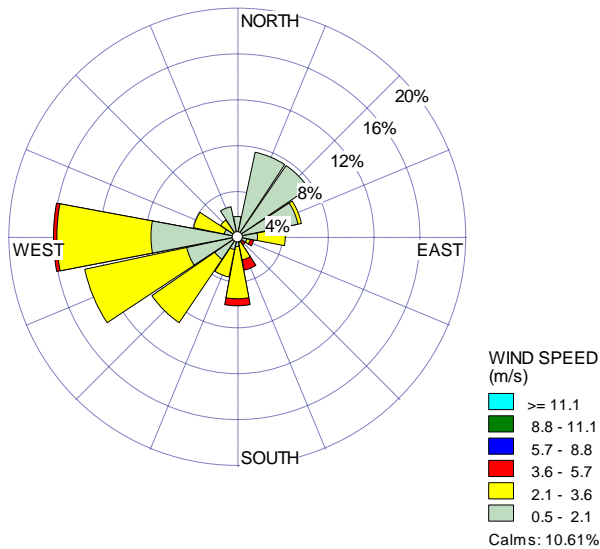 NORTH
20%
16%
12%
8%
4%
WEST
EAST
SOUTH
WIND SPEED
(m/s)
>= 11.1
8.8 - 11.1
5.7 - 8.8
3.6 - 5.7
2.1 - 3.6
0.5 - 2.1
Calms: 10.61%